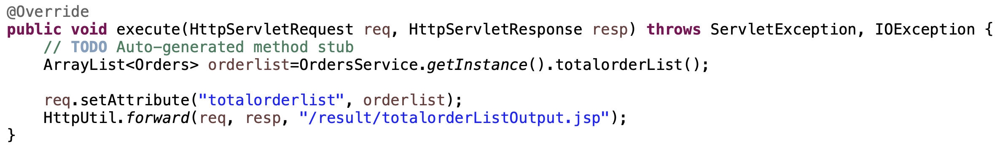 @Override
public void execute(HttpServletRequest req, HttpServletResponse resp) throws ServletException, IOException {
    // TODO Auto-generated method stub
    ArrayList<Orders> orderlist=OrdersService.getInstance().totalorderList();

    req.setAttribute("totalorderlist", orderlist);
    HttpUtil.forward(req, resp, "/result/totalorderListOutput.jsp");
}